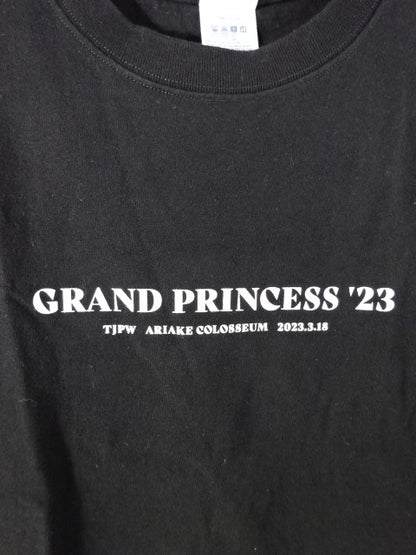 GRAND PRINCESS '23
TJPW ARIAKE COLOSSEUM 2023.3.18